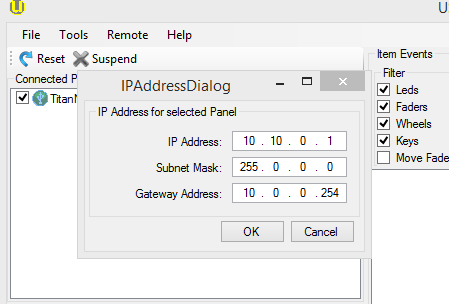 U
File Tools Remote Help
Reset Suspend
Connected P
Item Events
Filter
Leds
Faders
Wheels
Keys
Move Fade
IPAddressDialog
IP Address for selected Panel
IP Address: 10 . 10 . 0 . 1
Subnet Mask: 255 . 0 . 0 . 0
Gateway Address: 10 . 0 . 0 . 254
OK Cancel